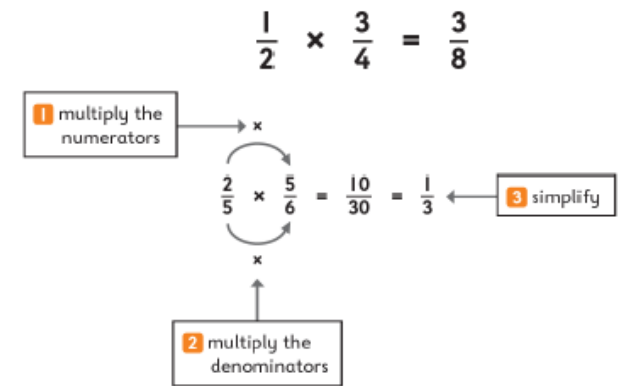 1/2 × 3/4 = 3/8
1 multiply the
numerators
×
2/5 × 5/6 = 10/30 = 1/3
3 simplify
×
2 multiply the
denominators